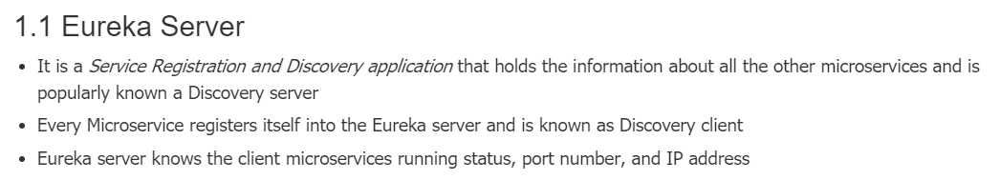 1.1 Eureka Server
• It is a Service Registration and Discovery application that holds the information about all the other microservices and is
popularly known a Discovery server
• Every Microservice registers itself into the Eureka server and is known as Discovery client
• Eureka server knows the client microservices running status, port number, and IP address